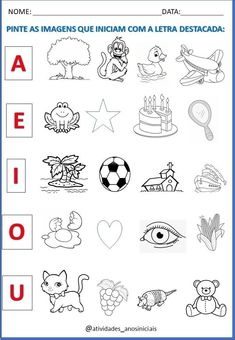 NOME: DATA:
PINTE AS IMAGENS QUE INICIAM COM A LETRA DESTACADA:
A
E
I
O
U
@atividades_anosiniciais